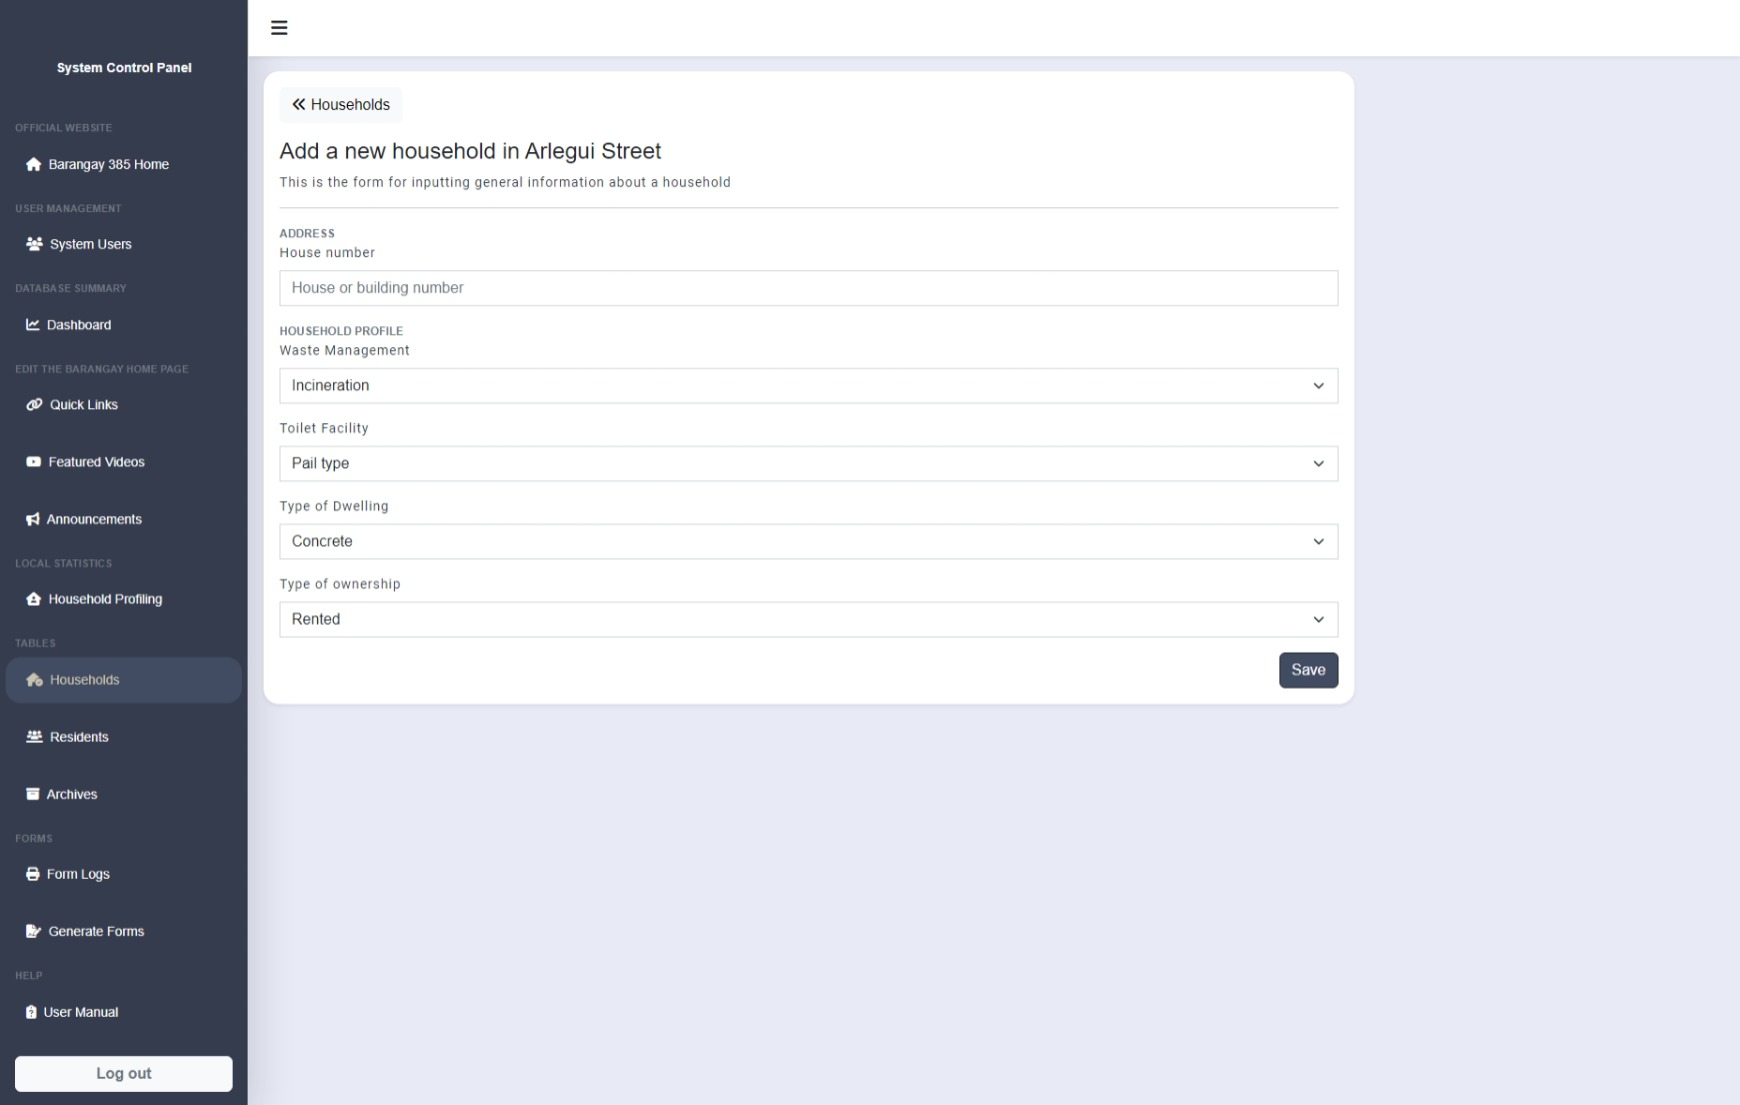 System Control Panel
OFFICIAL WEBSITE
Barangay 385 Home
USER MANAGEMENT
System Users
DATABASE SUMMARY
Dashboard
EDIT THE BARANGAY HOME PAGE
Quick Links
Featured Videos
Announcements
LOCAL STATISTICS
Household Profiling
TABLES
Households
Residents
Archives
FORMS
Form Logs
Generate Forms
HELP
User Manual
Log out
Households
Add a new household in Arlegui Street
This is the form for inputting general information about a household
ADDRESS
House number
House or building number
HOUSEHOLD PROFILE
Waste Management
Incineration
Toilet Facility
Pail type
Type of Dwelling
Concrete
Type of ownership
Rented
Save